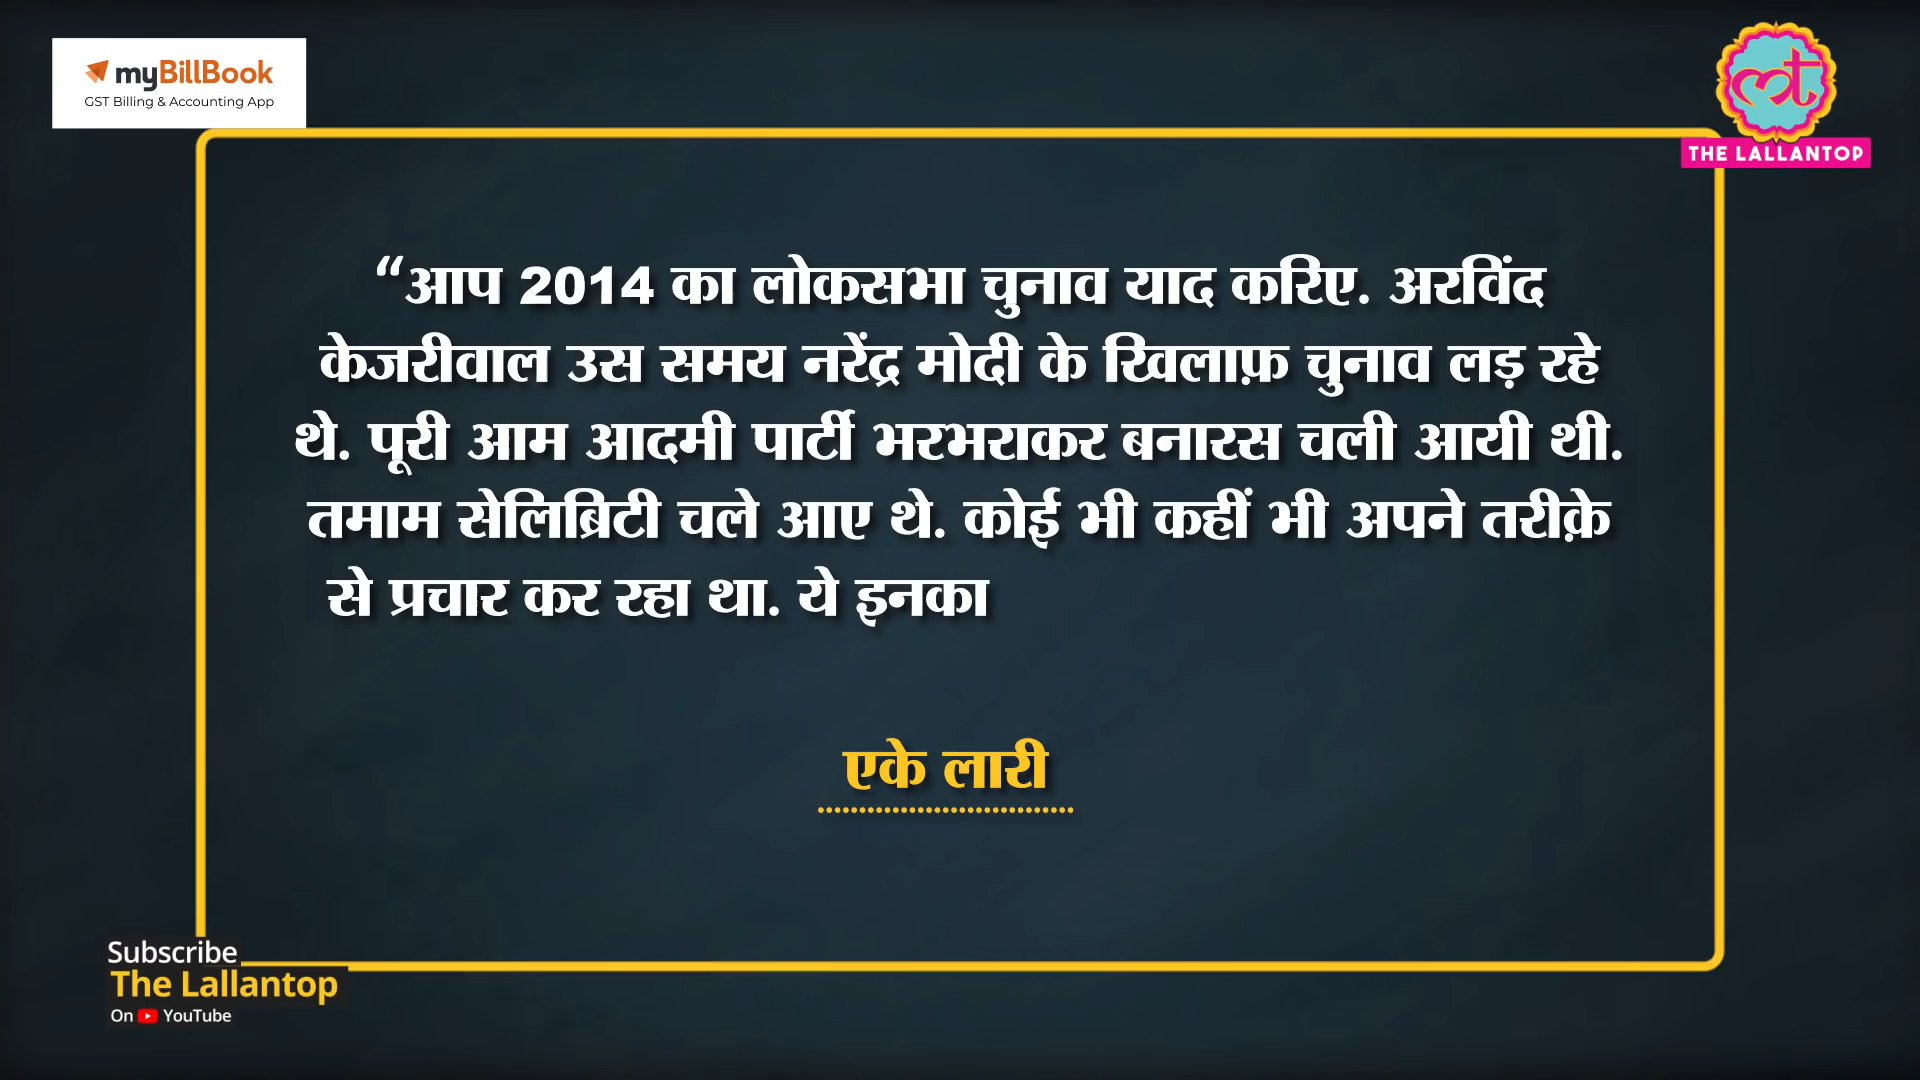 myBillBook
GST Billing & Accounting App
THE LALLANTOP
“आप 2014 का लोकसभा चुनाव याद करिए. अरविंद
केजरीवाल उस समय नरेंद्र मोदी के खिलाफ़ चुनाव लड़ रहे
थे. पूरी आम आदमी पार्टी भरभराकर बनारस चली आयी थी.
तमाम सेलिब्रिटी चले आए थे. कोई भी कहीं भी अपने तरीक़े
से प्रचार कर रहा था. ये इनका
एके लारी
Subscribe
The Lallantop
On YouTube